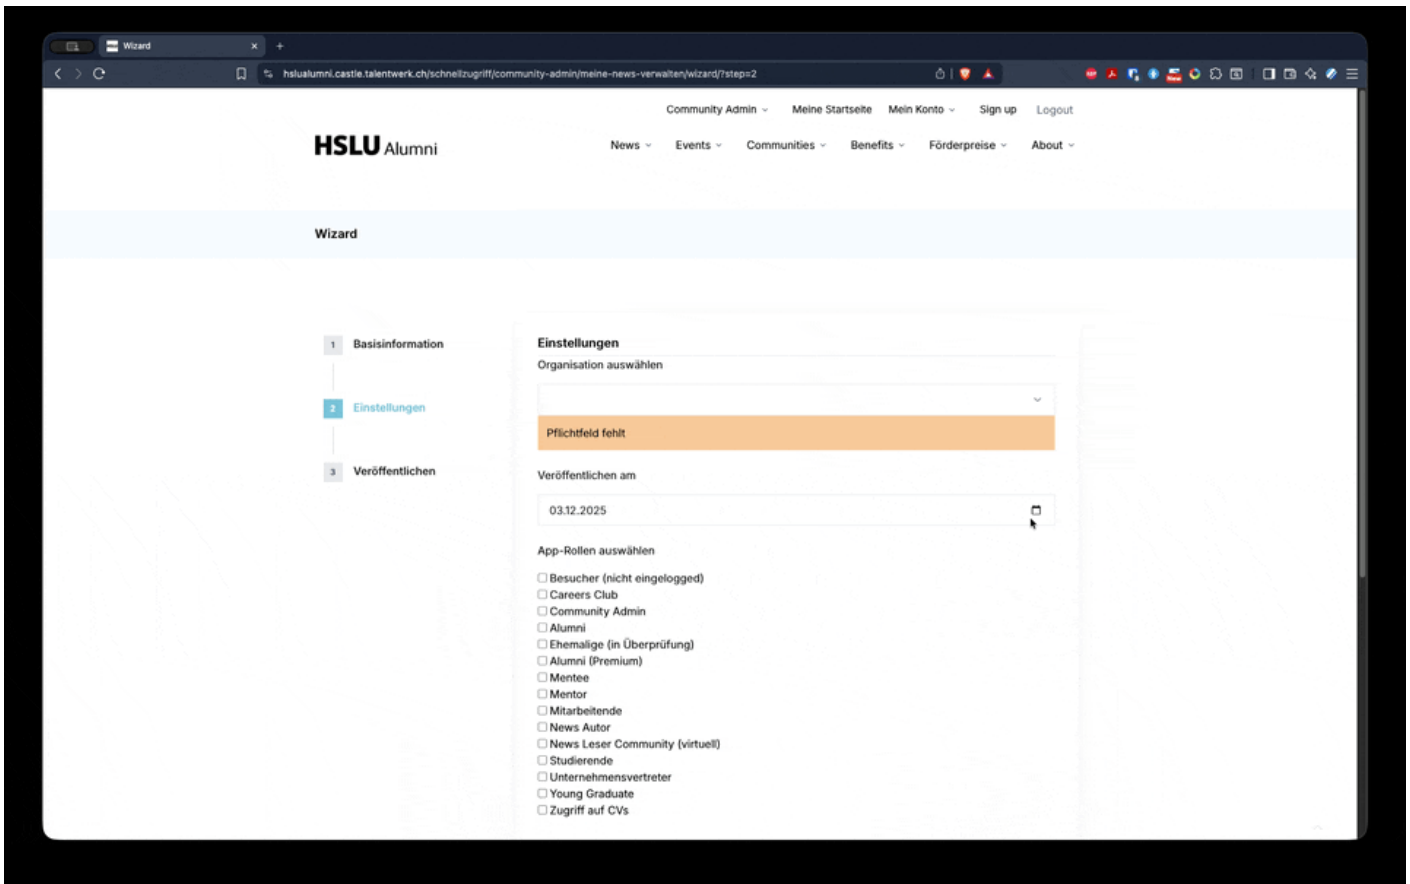 Wizard
hslualumni.castle.talentwerk.ch/schnellzugriff/community-admin/meine-news-verwalten/wizard/?step=2
Community Admin Meine Startseite Mein Konto Sign up Logout
HSLU Alumni
News Events Communities Benefits Förderpreise About
Wizard
1 Basisinformation
2 Einstellungen
3 Veröffentlichen
Einstellungen
Organisation auswählen
Pflichtfeld fehlt
Veröffentlichen am
03.12.2025
App-Rollen auswählen
Besucher (nicht eingelogged)
Careers Club
Community Admin
Alumni
Ehemalige (in Überprüfung)
Alumni (Premium)
Mentee
Mentor
Mitarbeitende
News Autor
News Leser Community (virtuell)
Studierende
Unternehmensvertreter
Young Graduate
Zugriff auf CVs